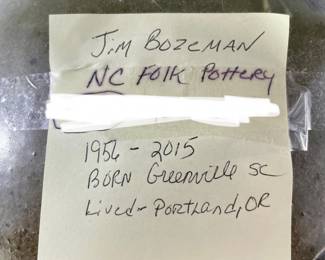 Jim Bozeman
NC Folk Pottery
1956 - 2015
Born Greenville SC
Lived - Portland, OR